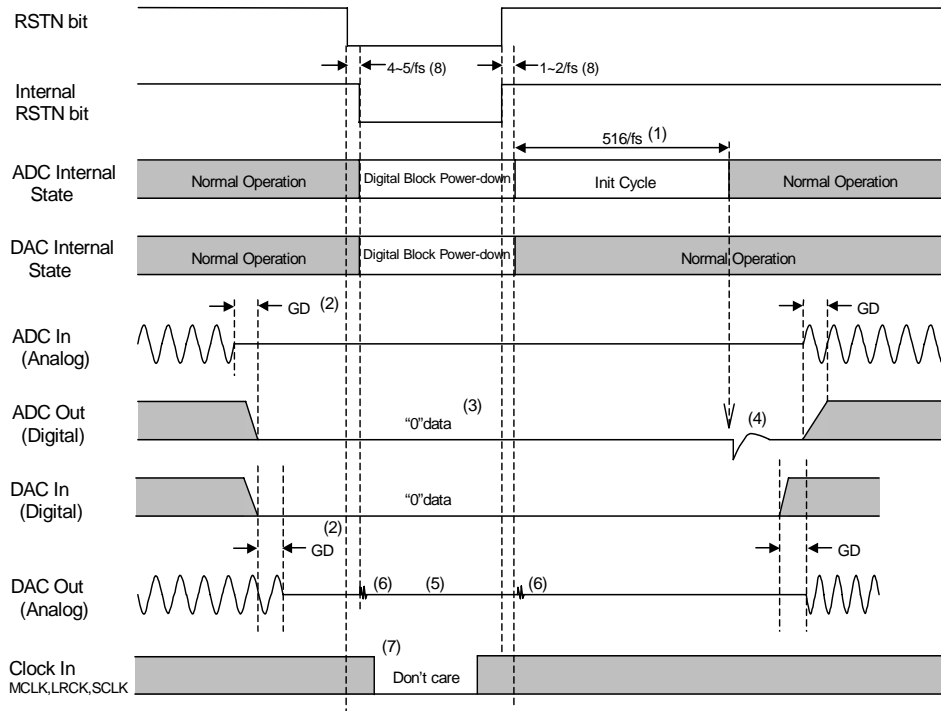 RSTN bit
4~5/fs (8)
1~2/fs (8)
Internal
RSTN bit
516/fs (1)
ADC Internal
State
Normal Operation
Digital Block Power-down
Init Cycle
Normal Operation
DAC Internal
State
Normal Operation
Digital Block Power-down
Normal Operation
GD (2)
GD
ADC In
(Analog)
ADC Out
(Digital)
(3)
"0"data
(4)
DAC In
(Digital)
"0"data
(2)
GD
GD
DAC Out
(Analog)
(6)
(5)
(6)
Clock In
MCLK,LRCK,SCLK
(7)
Don't care